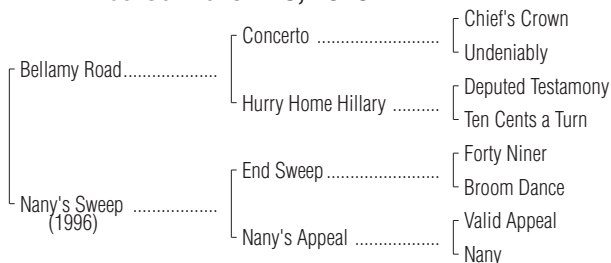 Chief's Crown
Concerto
Undeniably
Bellamy Road
Deputed Testamony
Hurry Home Hillary
Ten Cents a Turn
Forty Niner
End Sweep
Broom Dance
Nany's Sweep
(1996)
Valid Appeal
Nany's Appeal
Nany